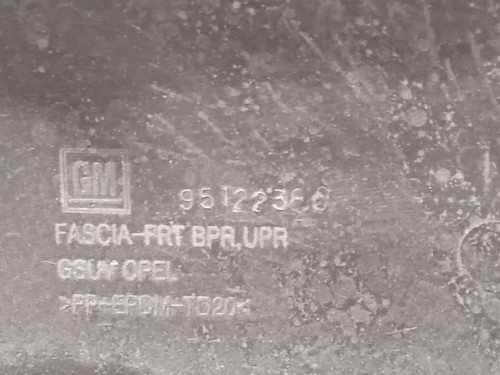 GM
FASCIA-FRT BPR, UPR
GSUV OPEL
>PP+EPDM-TD20<